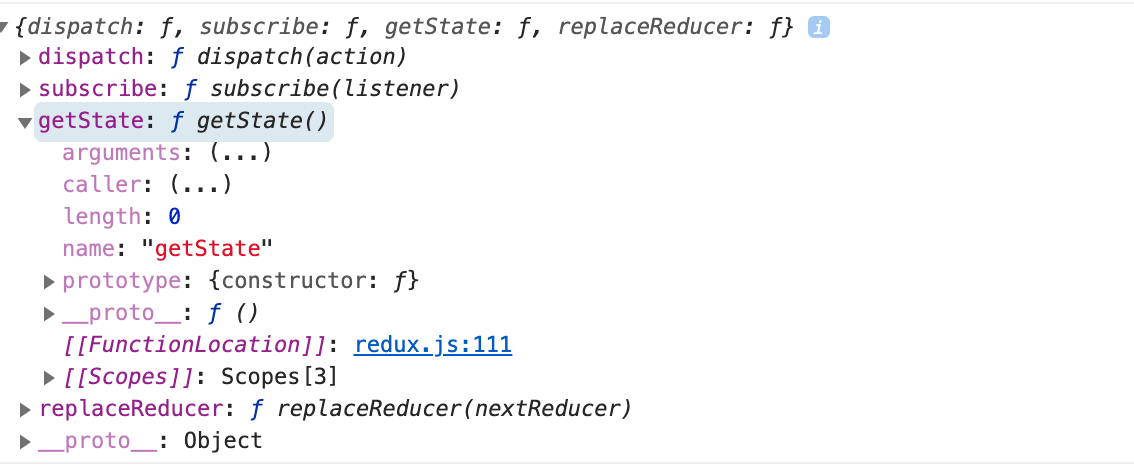 {dispatch: ƒ, subscribe: ƒ, getState: ƒ, replaceReducer: ƒ} i
dispatch: ƒ dispatch(action)
subscribe: ƒ subscribe(listener)
getState: ƒ getState()
arguments: (...)
caller: (...)
length: 0
name: "getState"
prototype: {constructor: ƒ}
__proto__: ƒ ()
[[FunctionLocation]]: redux.js:111
[[Scopes]]: Scopes[3]
replaceReducer: ƒ replaceReducer(nextReducer)
__proto__: Object